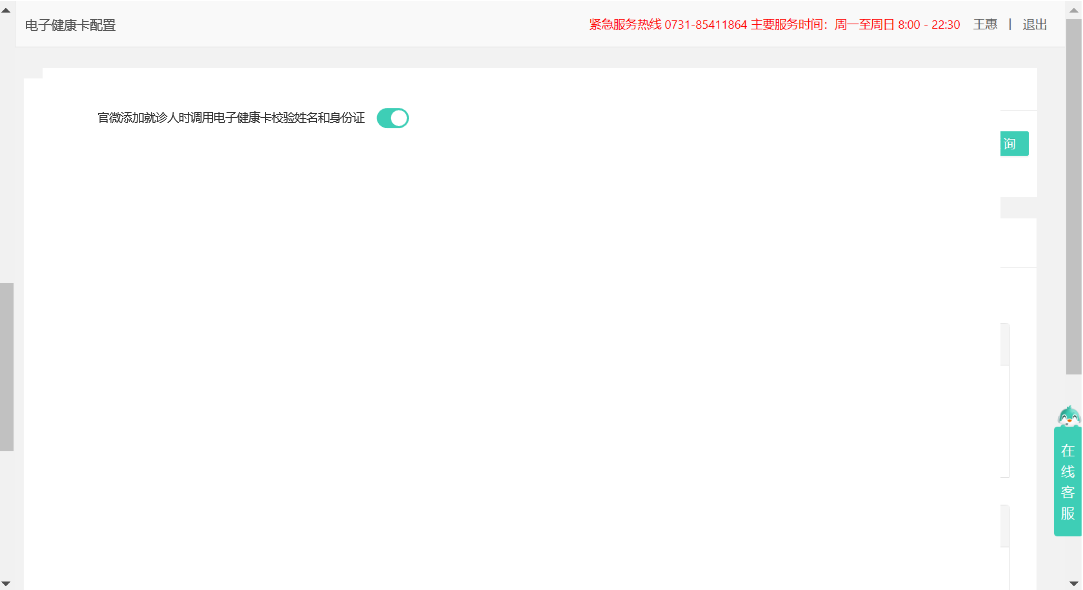 电子健康卡配置
紧急服务热线 0731-85411864 主要服务时间：周一至周日 8:00 - 22:30 王惠 | 退出
官微添加就诊人时调用电子健康卡校验姓名和身份证
询
在线客服